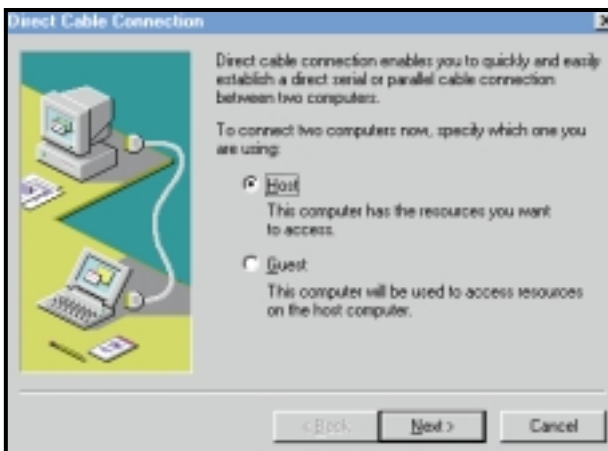 Direct Cable Connection
Direct cable connection enables you to quickly and easily
establish a direct serial or parallel cable connection
between two computers.
To connect two computers now, specify which one you
are using:
Host
This computer has the resources you want
to access.
Guest
This computer will be used to access resources
on the host computer.
< Back
Next >
Cancel